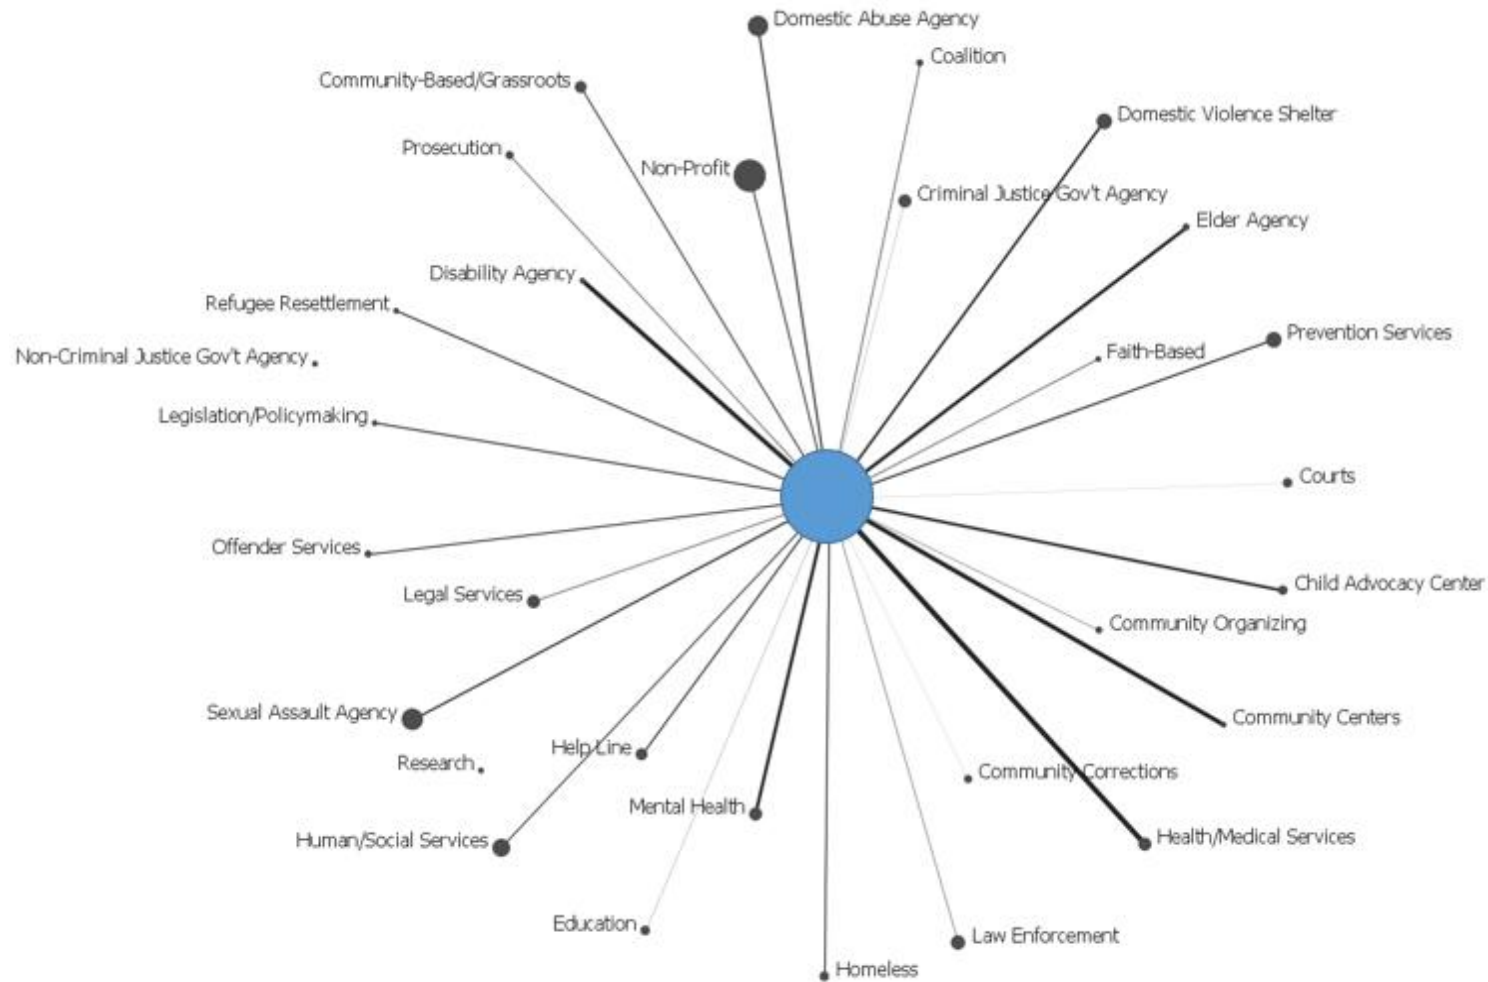 Domestic Abuse Agency
Coalition
Community-Based/Grassroots
Domestic Violence Shelter
Prosecution
Non-Profit
Criminal Justice Gov't Agency
Elder Agency
Disability Agency
Refugee Resettlement
Prevention Services
Faith-Based
Non-Criminal Justice Gov't Agency
Legislation/Policymaking
Courts
Offender Services
Child Advocacy Center
Legal Services
Community Organizing
Sexual Assault Agency
Community Centers
Help Line
Research
Community Corrections
Mental Health
Health/Medical Services
Human/Social Services
Education
Law Enforcement
Homeless